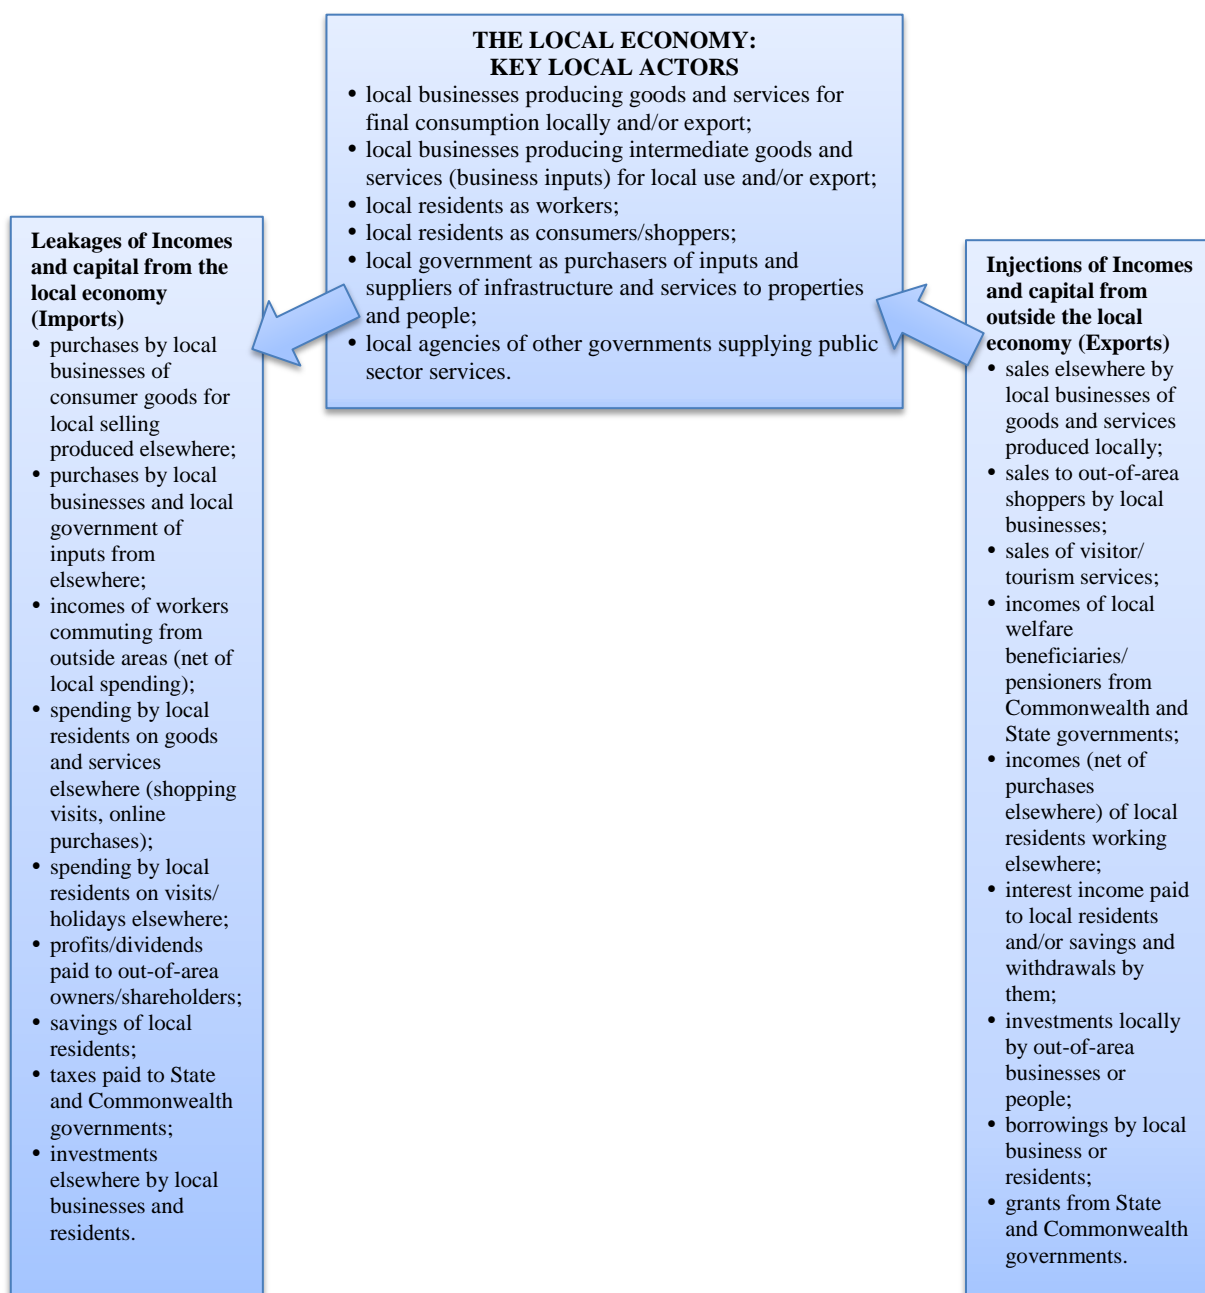 THE LOCAL ECONOMY:
KEY LOCAL ACTORS
• local businesses producing goods and services for
final consumption locally and/or export;
• local businesses producing intermediate goods and
services (business inputs) for local use and/or export;
• local residents as workers;
• local residents as consumers/shoppers;
• local government as purchasers of inputs and
suppliers of infrastructure and services to properties
and people;
• local agencies of other governments supplying public
sector services.
Leakages of Incomes
and capital from the
local economy
(Imports)
• purchases by local
businesses of
consumer goods for
local selling
produced elsewhere;
• purchases by local
businesses and local
government of
inputs from
elsewhere;
• incomes of workers
commuting from
outside areas (net of
local spending);
• spending by local
residents on goods
and services
elsewhere (shopping
visits, online
purchases);
• spending by local
residents on visits/
holidays elsewhere;
• profits/dividends
paid to out-of-area
owners/shareholders;
• savings of local
residents;
• taxes paid to State
and Commonwealth
governments;
• investments
elsewhere by local
businesses and
residents.
Injections of Incomes
and capital from
outside the local
economy (Exports)
• sales elsewhere by
local businesses of
goods and services
produced locally;
• sales to out-of-area
shoppers by local
businesses;
• sales of visitor/
tourism services;
• incomes of local
welfare
beneficiaries/
pensioners from
Commonwealth and
State governments;
• incomes (net of
purchases
elsewhere) of local
residents working
elsewhere;
• interest income paid
to local residents
and/or savings and
withdrawals by
them;
• investments locally
by out-of-area
businesses or
people;
• borrowings by local
business or
residents;
• grants from State
and Commonwealth
governments.